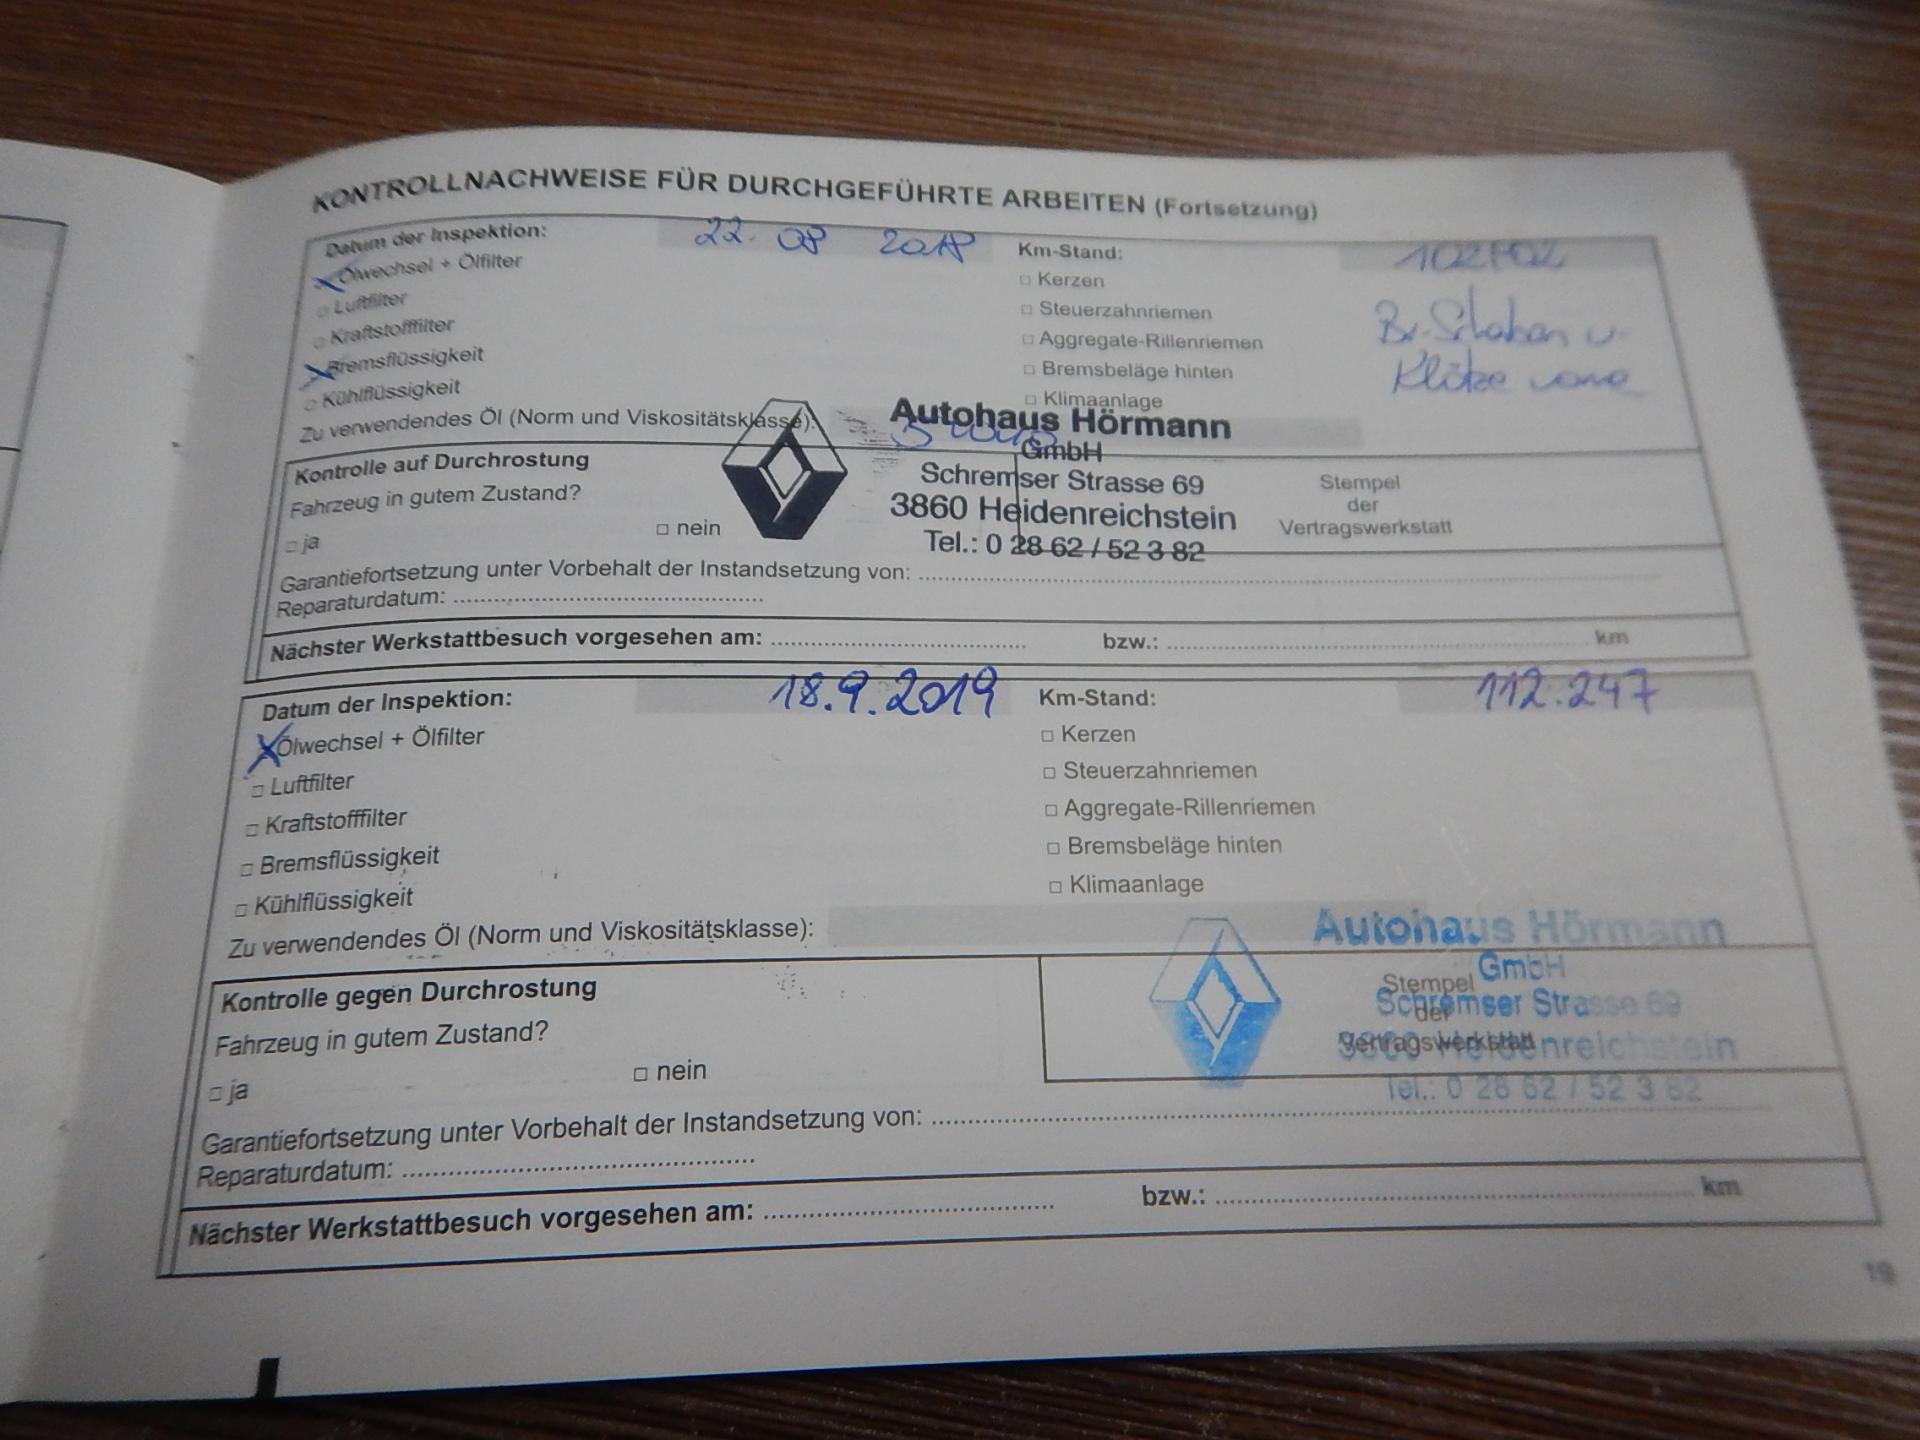 KONTROLLNACHWEISE FÜR DURCHGEFÜHRTE ARBEITEN (Fortsetzung)
Datum der Inspektion: 22. 08 2018 Km-Stand:
Ölwechsel + Ölfilter
□ Kerzen
□ Luftfilter
□ Steuerzahnriemen
□ Kraftstofffilter
□ Aggregate-Rillenriemen
Bremsflüssigkeit
□ Bremsbeläge hinten
□ Kühlflüssigkeit
□ Klimaanlage
Br. Scheiben u.
Klötze vorne
Zu verwendendes Öl (Norm und Viskositätsklasse):
Autohaus Hörmann
GmbH
Schremser Strasse 69
3860 Heidenreichstein
Tel.: 0 28 62 / 52 3 82
Kontrolle auf Durchrostung
Fahrzeug in gutem Zustand?
□ ja □ nein
Stempel
der
Vertragswerkstatt
Garantiefortsetzung unter Vorbehalt der Instandsetzung von:
Reparaturdatum:
Nächster Werkstattbesuch vorgesehen am: bzw.: km
Datum der Inspektion: 18.9.2019 Km-Stand: 112.247
Ölwechsel + Ölfilter
□ Kerzen
□ Luftfilter
□ Steuerzahnriemen
□ Kraftstofffilter
□ Aggregate-Rillenriemen
□ Bremsflüssigkeit
□ Bremsbeläge hinten
□ Kühlflüssigkeit
□ Klimaanlage
Zu verwendendes Öl (Norm und Viskositätsklasse):
Autohaus Hörmann
GmbH
Schremser Strasse 69
3860 Heidenreichstein
Tel.: 0 28 62 / 52 3 82
Stempel
der
Vertragswerkstatt
Kontrolle gegen Durchrostung
Fahrzeug in gutem Zustand?
□ ja □ nein
Garantiefortsetzung unter Vorbehalt der Instandsetzung von:
Reparaturdatum:
Nächster Werkstattbesuch vorgesehen am: bzw.: km
19